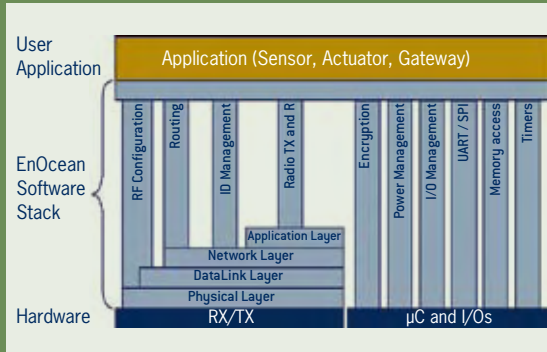 User
Application
Application (Sensor, Actuator, Gateway)
EnOcean
Software
Stack
RF Configuration
Routing
ID Management
Radio TX and R
Encryption
Power Management
I/O Management
UART / SPI
Memory access
Timers
Application Layer
Network Layer
DataLink Layer
Physical Layer
Hardware
RX/TX
µC and I/Os